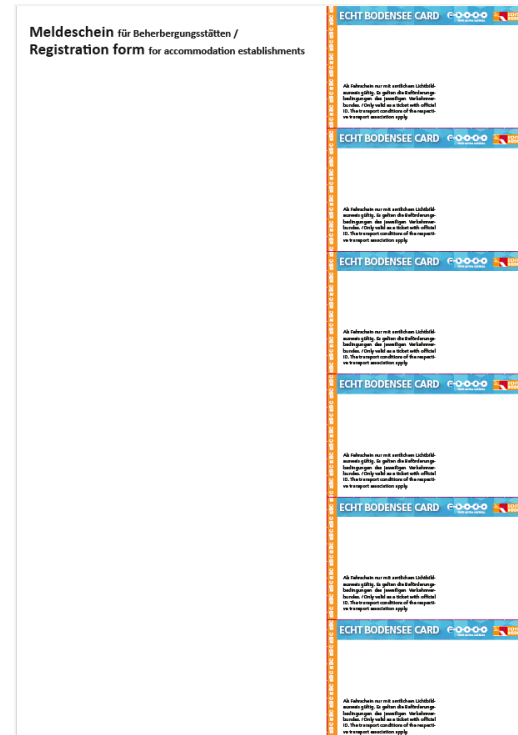 Meldeschein für Beherbergungsstätten /
Registration form for accommodation establishments
ECHT BODENSEE CARD
Als Fahrschein nur mit amtlichem Lichtbild-
ausweis gültig. Es gelten die Beförderungs-
bedingungen des jeweiligen Verkehrsver-
bundes. / Only valid as a ticket with official
ID. The transport conditions of the respecti-
ve transport association apply.
ECHT BODENSEE CARD
Als Fahrschein nur mit amtlichem Lichtbild-
ausweis gültig. Es gelten die Beförderungs-
bedingungen des jeweiligen Verkehrsver-
bundes. / Only valid as a ticket with official
ID. The transport conditions of the respecti-
ve transport association apply.
ECHT BODENSEE CARD
Als Fahrschein nur mit amtlichem Lichtbild-
ausweis gültig. Es gelten die Beförderungs-
bedingungen des jeweiligen Verkehrsver-
bundes. / Only valid as a ticket with official
ID. The transport conditions of the respecti-
ve transport association apply.
ECHT BODENSEE CARD
Als Fahrschein nur mit amtlichem Lichtbild-
ausweis gültig. Es gelten die Beförderungs-
bedingungen des jeweiligen Verkehrsver-
bundes. / Only valid as a ticket with official
ID. The transport conditions of the respecti-
ve transport association apply.
ECHT BODENSEE CARD
Als Fahrschein nur mit amtlichem Lichtbild-
ausweis gültig. Es gelten die Beförderungs-
bedingungen des jeweiligen Verkehrsver-
bundes. / Only valid as a ticket with official
ID. The transport conditions of the respecti-
ve transport association apply.
ECHT BODENSEE CARD
Als Fahrschein nur mit amtlichem Lichtbild-
ausweis gültig. Es gelten die Beförderungs-
bedingungen des jeweiligen Verkehrsver-
bundes. / Only valid as a ticket with official
ID. The transport conditions of the respecti-
ve transport association apply.